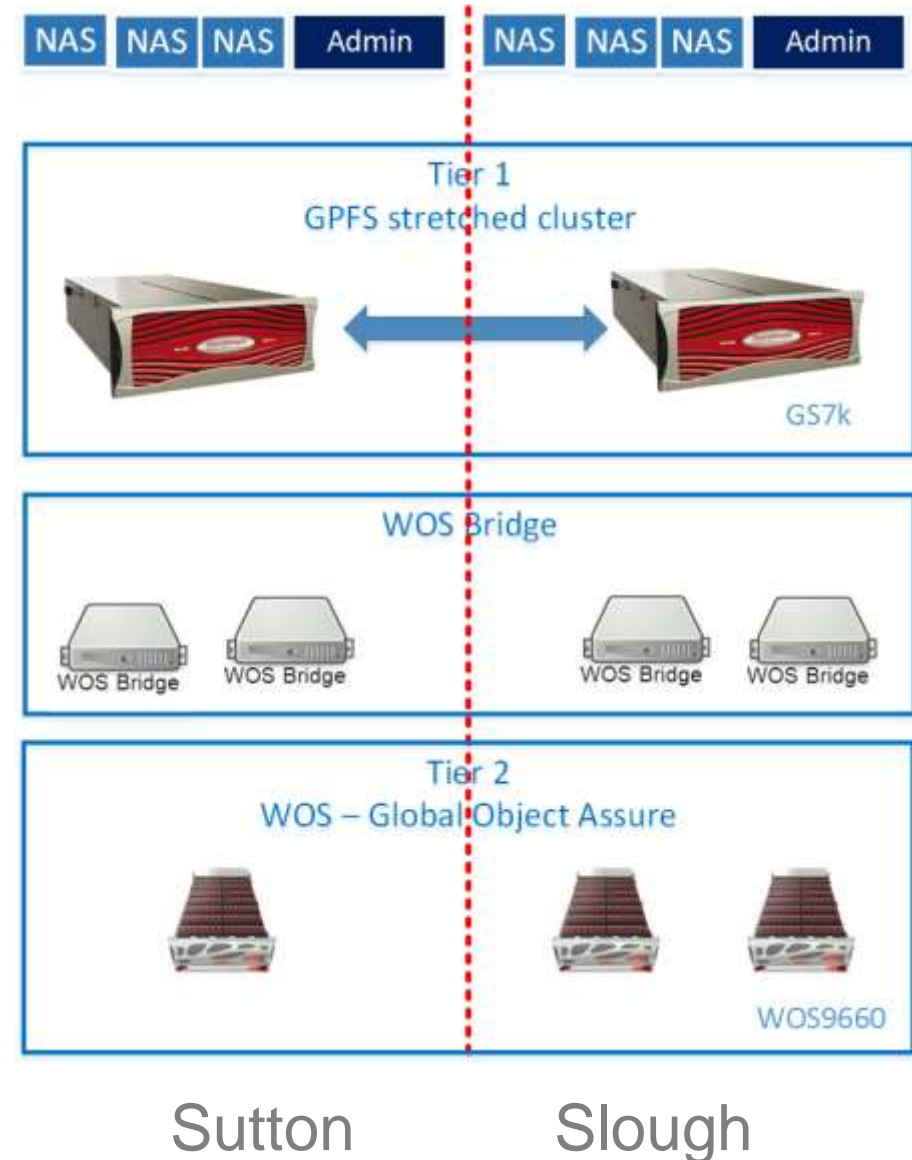 NAS NAS NAS Admin NAS NAS NAS Admin
Tier 1
GPFS stretched cluster
GS7k
WOS Bridge
WOS Bridge WOS Bridge WOS Bridge WOS Bridge
Tier 2
WOS – Global Object Assure
WOS9660
Sutton Slough